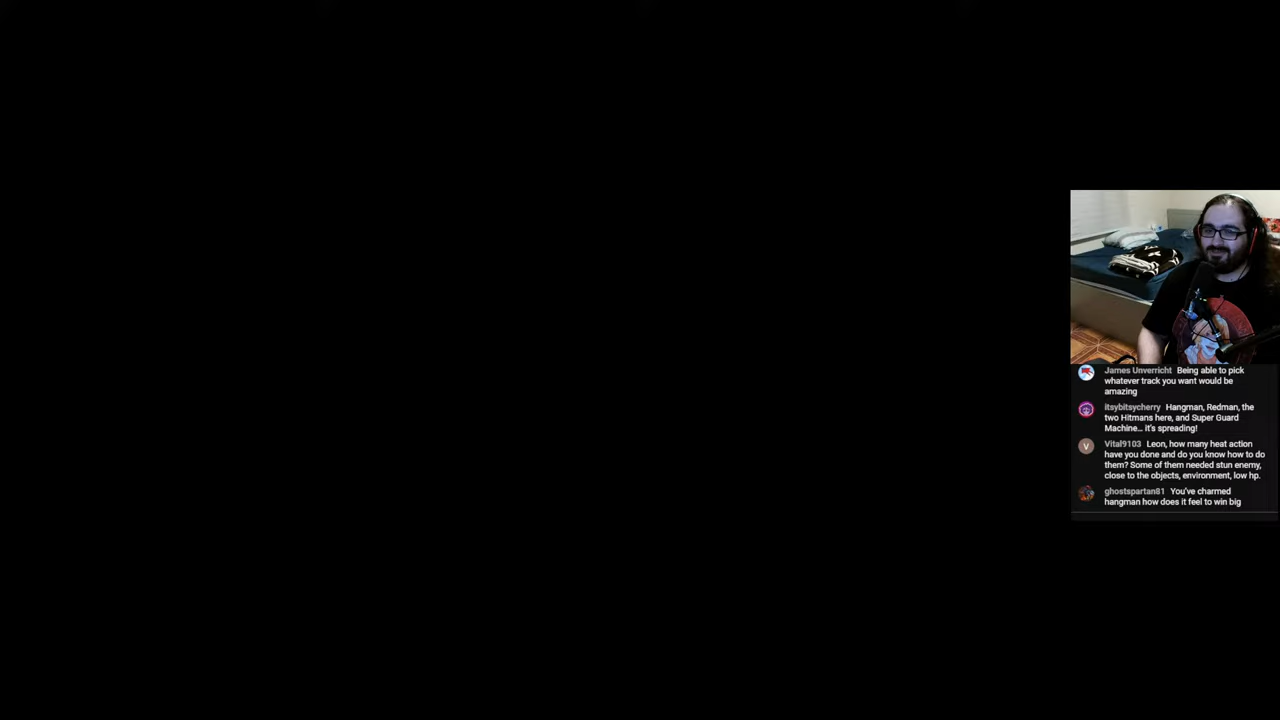 James Unverricht Being able to pick
whatever track you want would be
amazing
itsybitsycherry Hangman, Redman, the
two Hitmans here, and Super Guard
Machine... it's spreading!
Vital9103 Leon, how many heat action
have you done and do you know how to do
them? Some of them needed stun enemy,
close to the objects, environment, low hp.
ghostspartan81 You've charmed
hangman how does it feel to win big